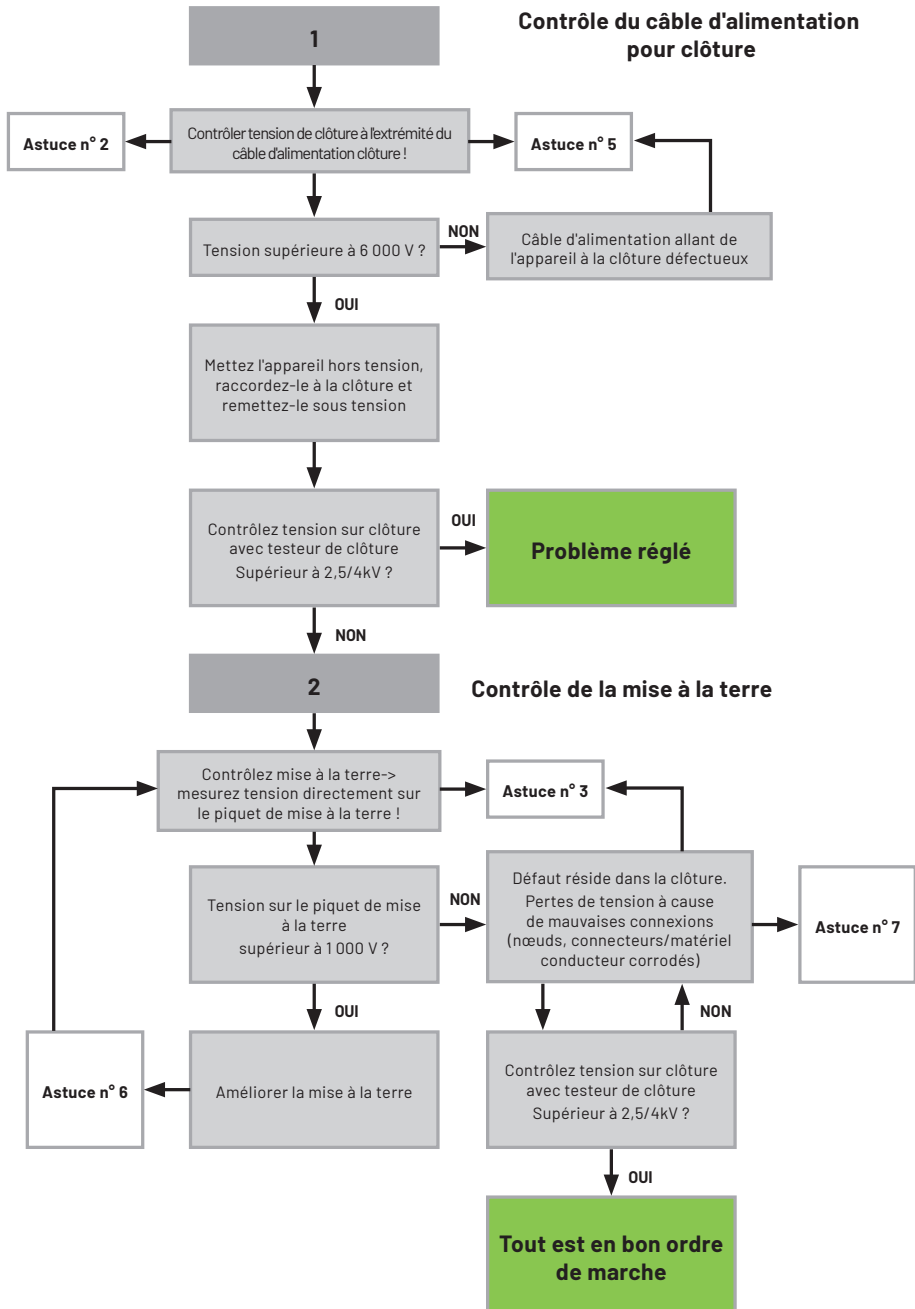 Contrôle du câble d'alimentation
pour clôture
1
Astuce n° 2
Contrôler tension de clôture à l'extrémité du
câble d'alimentation clôture !
Astuce n° 5
Tension supérieure à 6 000 V ?
NON
Câble d'alimentation allant de
l'appareil à la clôture défectueux
OUI
Mettez l'appareil hors tension,
raccordez-le à la clôture et
remettez-le sous tension
Contrôlez tension sur clôture
avec testeur de clôture
Supérieur à 2,5/4kV ?
OUI
Problème réglé
NON
2
Contrôle de la mise à la terre
Contrôlez mise à la terre->
mesurez tension directement sur
le piquet de mise à la terre !
Astuce n° 3
Tension sur le piquet de mise
à la terre
supérieur à 1 000 V ?
NON
Défaut réside dans la clôture.
Pertes de tension à cause
de mauvaises connexions
(nœuds, connecteurs/matériel
conducteur corrodés)
Astuce n° 7
OUI
NON
Astuce n° 6
Améliorer la mise à la terre
Contrôlez tension sur clôture
avec testeur de clôture
Supérieur à 2,5/4kV ?
OUI
Tout est en bon ordre
de marche